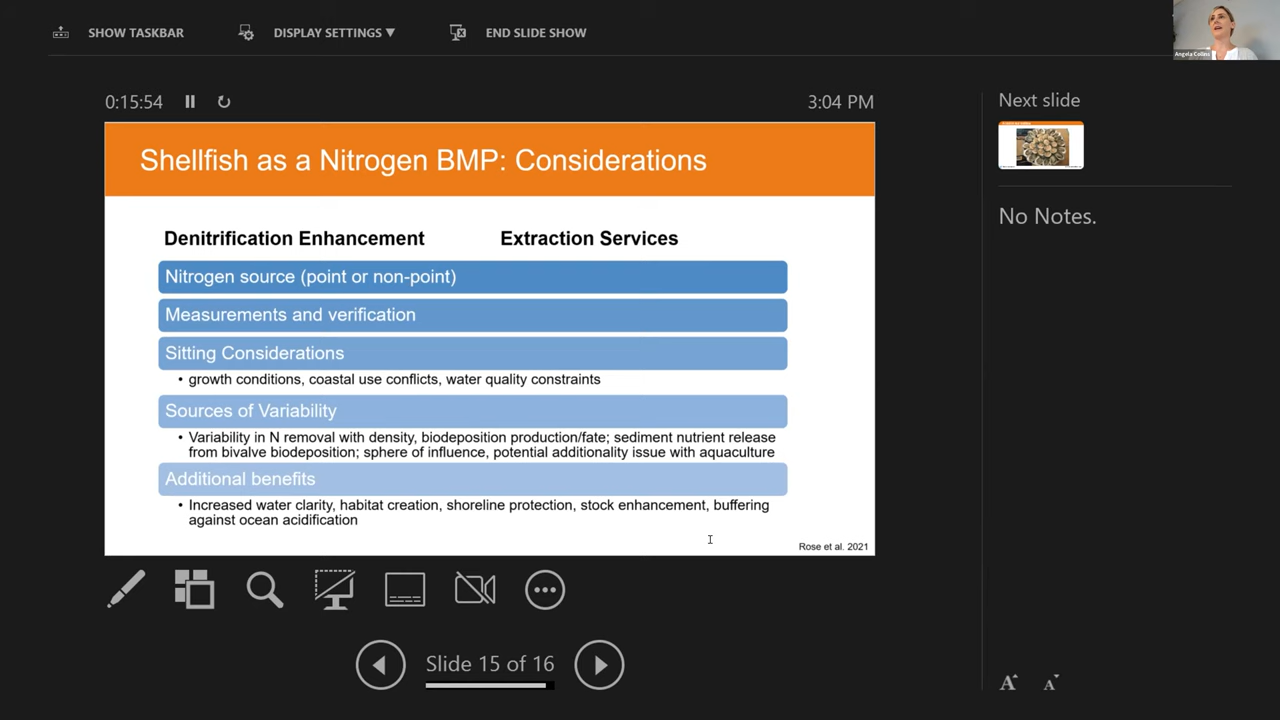 SHOW TASKBAR
DISPLAY SETTINGS ▼
END SLIDE SHOW
Angela Collins
0:15:54
3:04 PM
Next slide
Shellfish as a Nitrogen BMP: Considerations
Denitrification Enhancement
Extraction Services
Nitrogen source (point or non-point)
Measurements and verification
Sitting Considerations
• growth conditions, coastal use conflicts, water quality constraints
Sources of Variability
• Variability in N removal with density, biodeposition production/fate; sediment nutrient release
from bivalve biodeposition; sphere of influence, potential additionality issue with aquaculture
Additional benefits
• Increased water clarity, habitat creation, shoreline protection, stock enhancement, buffering
against ocean acidification
Rose et al. 2021
No Notes.
Slide 15 of 16
A A